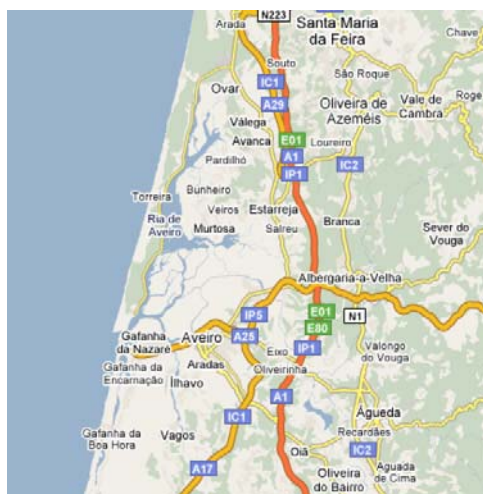 N223
Arada
Santa Maria
da Feira
Chave
Souto
São Roque
IC1
Ovar
A29
Oliveira de
Azeméis
Vale de
Cambra
Roge
Válega
Avanca
E01
Loureiro
A1
Pardilhó
IP1
IC2
Bunheiro
Torreira
Veiros
Estarreja
Ria de
Aveiro
Murtosa
Salreu
Branca
Sever do
Vouga
Albergaria-a-Velha
IP5
E01
N1
E80
Gafanha
da Nazaré
Aveiro
A25
IP1
Eixo
Valongo
do Vouga
Gafanha da
Encarnação
Aradas
Oliveirinha
Ílhavo
A1
IC1
Águeda
Gafanha da
Boa Hora
Vagos
Recardães
Oiã
IC2
A17
Oliveira
do Bairro
Aguada
de Cima